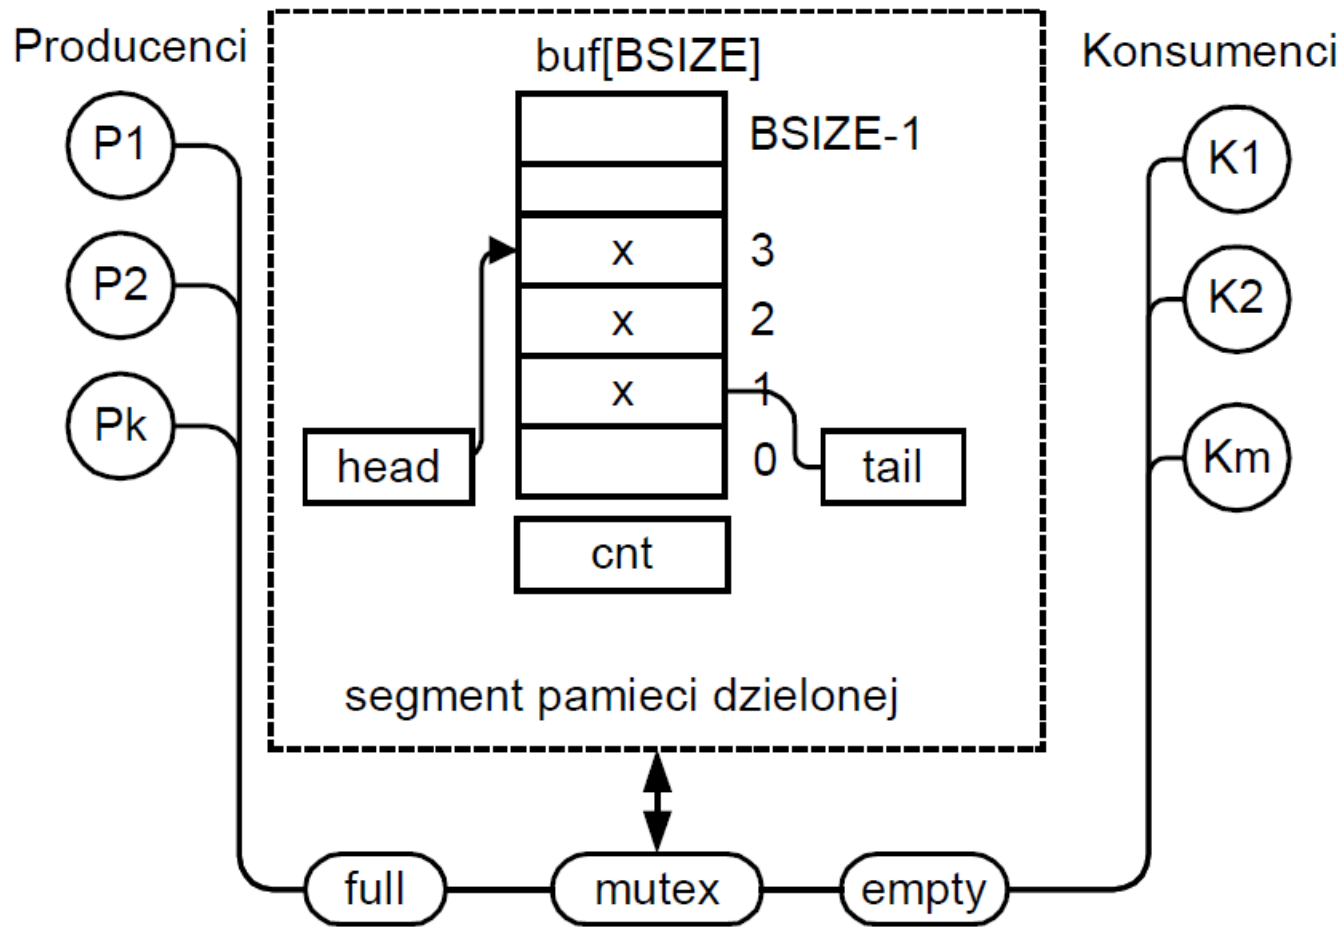 Producenci
buf[BSIZE]
Konsumenci
P1
BSIZE-1
K1
x
3
P2
x
2
K2
x
1
Pk
head
0
tail
Km
cnt
segment pamieci dzielonej
full
mutex
empty